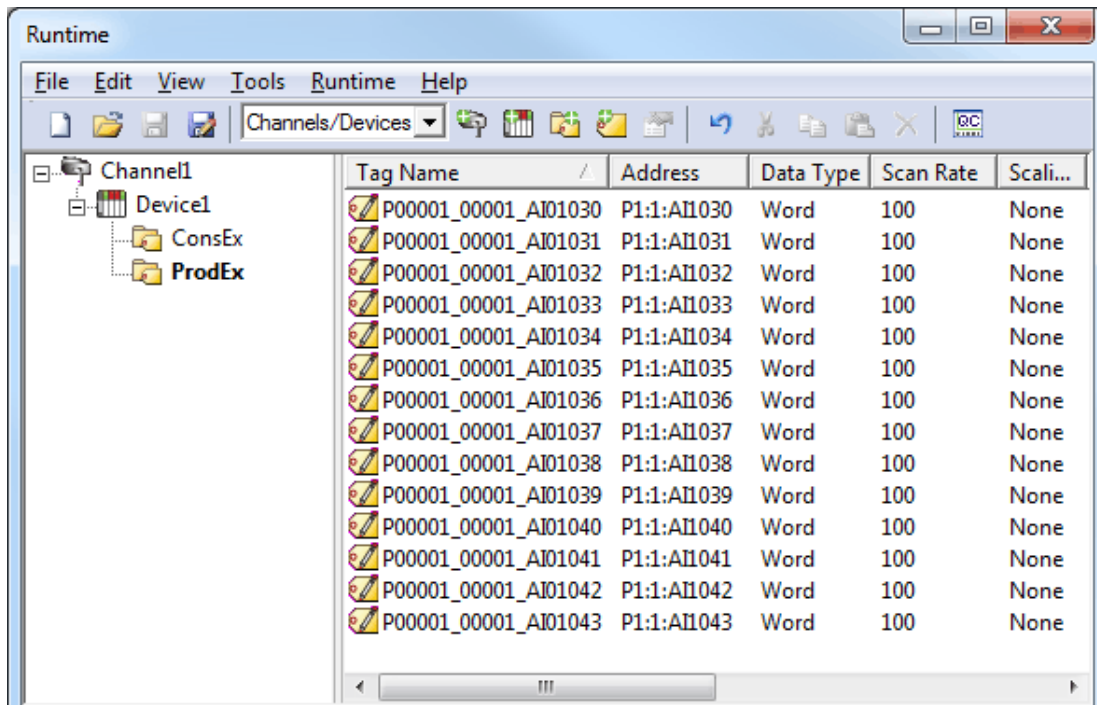 Runtime
File Edit View Tools Runtime Help
Channels/Devices QC
Channel1
Device1
ConsEx
ProdEx
Tag Name Address Data Type Scan Rate Scali...
P00001_00001_AI01030 P1:1:AI1030 Word 100 None
P00001_00001_AI01031 P1:1:AI1031 Word 100 None
P00001_00001_AI01032 P1:1:AI1032 Word 100 None
P00001_00001_AI01033 P1:1:AI1033 Word 100 None
P00001_00001_AI01034 P1:1:AI1034 Word 100 None
P00001_00001_AI01035 P1:1:AI1035 Word 100 None
P00001_00001_AI01036 P1:1:AI1036 Word 100 None
P00001_00001_AI01037 P1:1:AI1037 Word 100 None
P00001_00001_AI01038 P1:1:AI1038 Word 100 None
P00001_00001_AI01039 P1:1:AI1039 Word 100 None
P00001_00001_AI01040 P1:1:AI1040 Word 100 None
P00001_00001_AI01041 P1:1:AI1041 Word 100 None
P00001_00001_AI01042 P1:1:AI1042 Word 100 None
P00001_00001_AI01043 P1:1:AI1043 Word 100 None